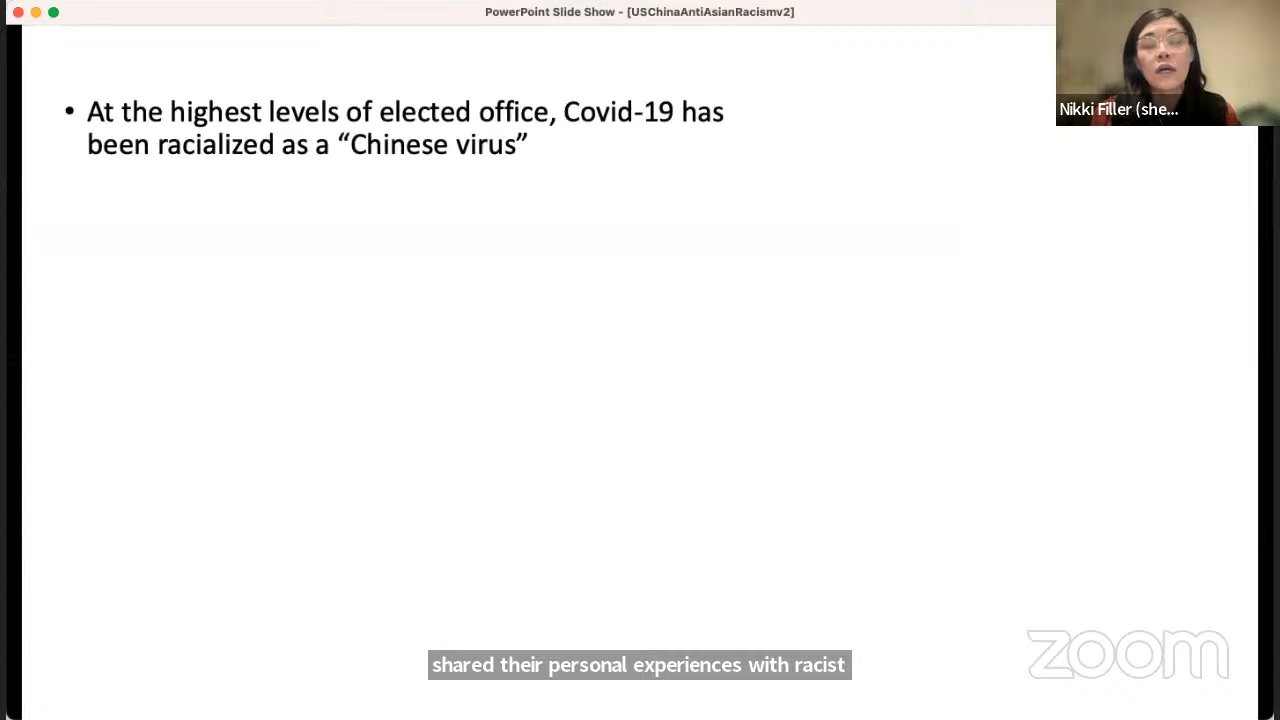 PowerPoint Slide Show - [USChinaAntiAsianRacismv2]
Nikki Filler (she...
• At the highest levels of elected office, Covid-19 has
been racialized as a “Chinese virus”
shared their personal experiences with racist
zoom